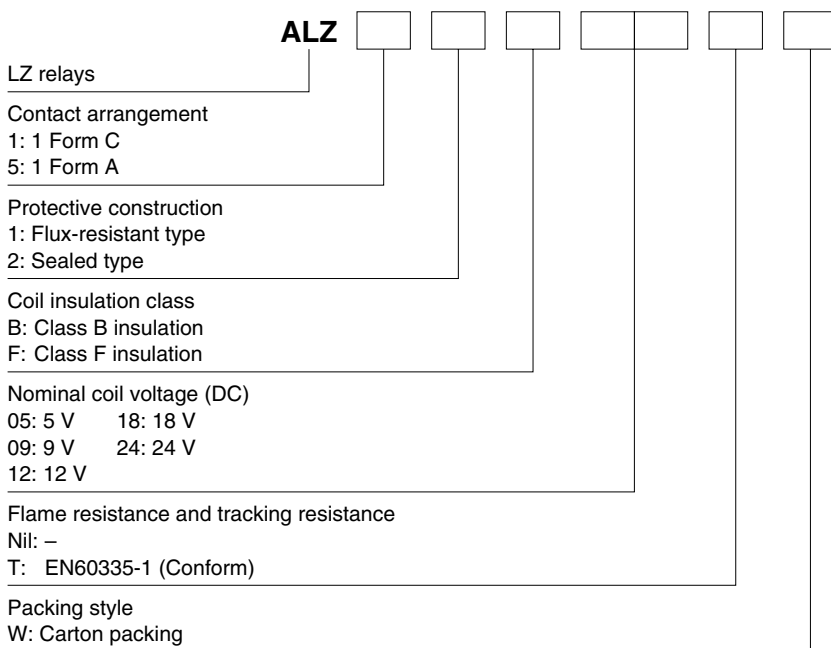 ALZ
LZ relays
Contact arrangement
1: 1 Form C
5: 1 Form A
Protective construction
1: Flux-resistant type
2: Sealed type
Coil insulation class
B: Class B insulation
F: Class F insulation
Nominal coil voltage (DC)
05: 5 V 18: 18 V
09: 9 V 24: 24 V
12: 12 V
Flame resistance and tracking resistance
Nil: –
T: EN60335-1 (Conform)
Packing style
W: Carton packing